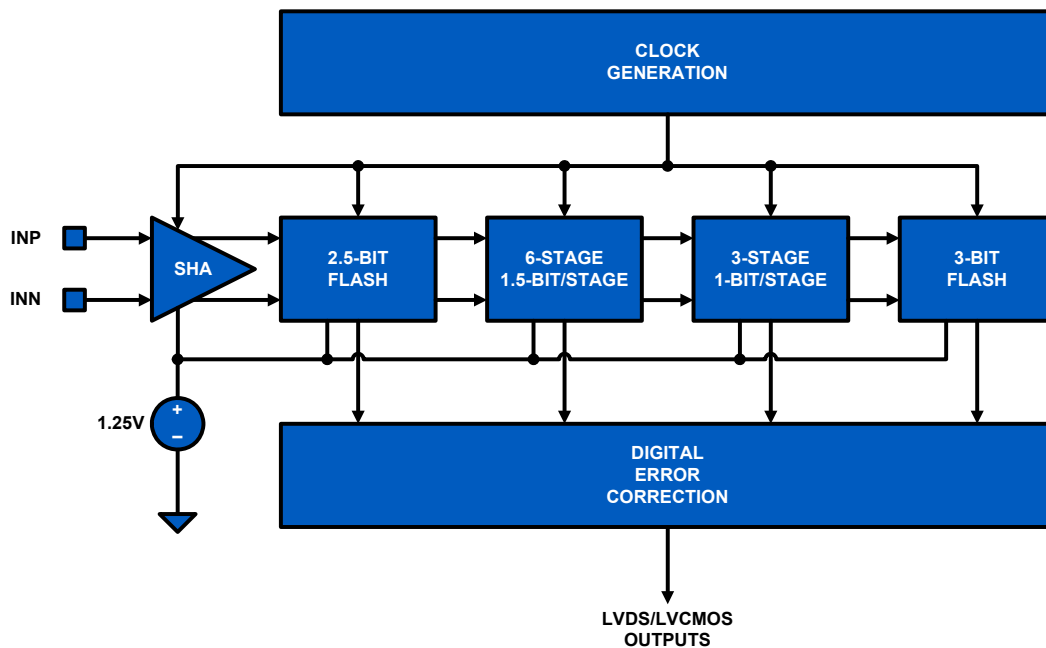 CLOCK
GENERATION
INP
INN
SHA
2.5-BIT
FLASH
6-STAGE
1.5-BIT/STAGE
3-STAGE
1-BIT/STAGE
3-BIT
FLASH
1.25V
+
–
DIGITAL
ERROR
CORRECTION
LVDS/LVCMOS
OUTPUTS